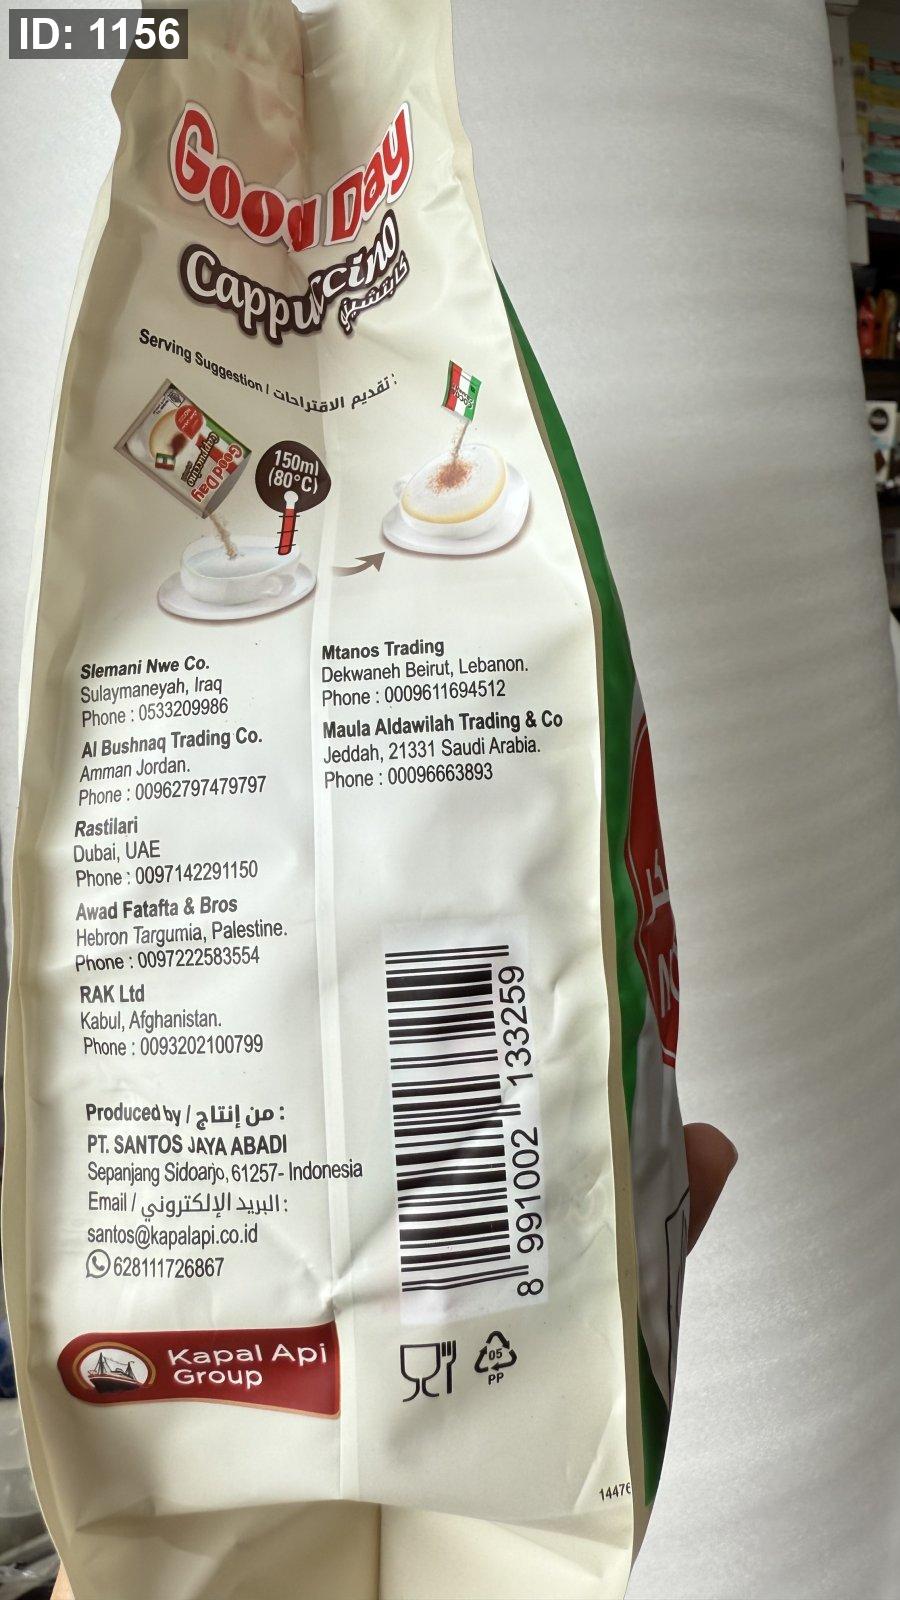 ID: 1156
Good Day
Cappuccino
كابتشينو
Serving Suggestion / تقديم الاقتراحات :
Good Day
Cappuccino
150ml
(80°C)
Slemani Nwe Co.
Sulaymaneyah, Iraq
Phone : 0533209986
Al Bushnaq Trading Co.
Amman Jordan.
Phone : 00962797479797
Rastilari
Dubai, UAE
Phone : 0097142291150
Awad Fatafta & Bros
Hebron Targumia, Palestine.
Phone : 0097222583554
RAK Ltd
Kabul, Afghanistan.
Phone : 0093202100799
Mtanos Trading
Dekwaneh Beirut, Lebanon.
Phone : 0009611694512
Maula Aldawilah Trading & Co
Jeddah, 21331 Saudi Arabia.
Phone : 00096663893
Produced by / من إنتاج :
PT. SANTOS JAYA ABADI
Sepanjang Sidoarjo, 61257- Indonesia
Email / البريد الإلكتروني :
santos@kapalapi.co.id
628111726867
8 991002 133259
Kapal Api
Group
05
PP
14476